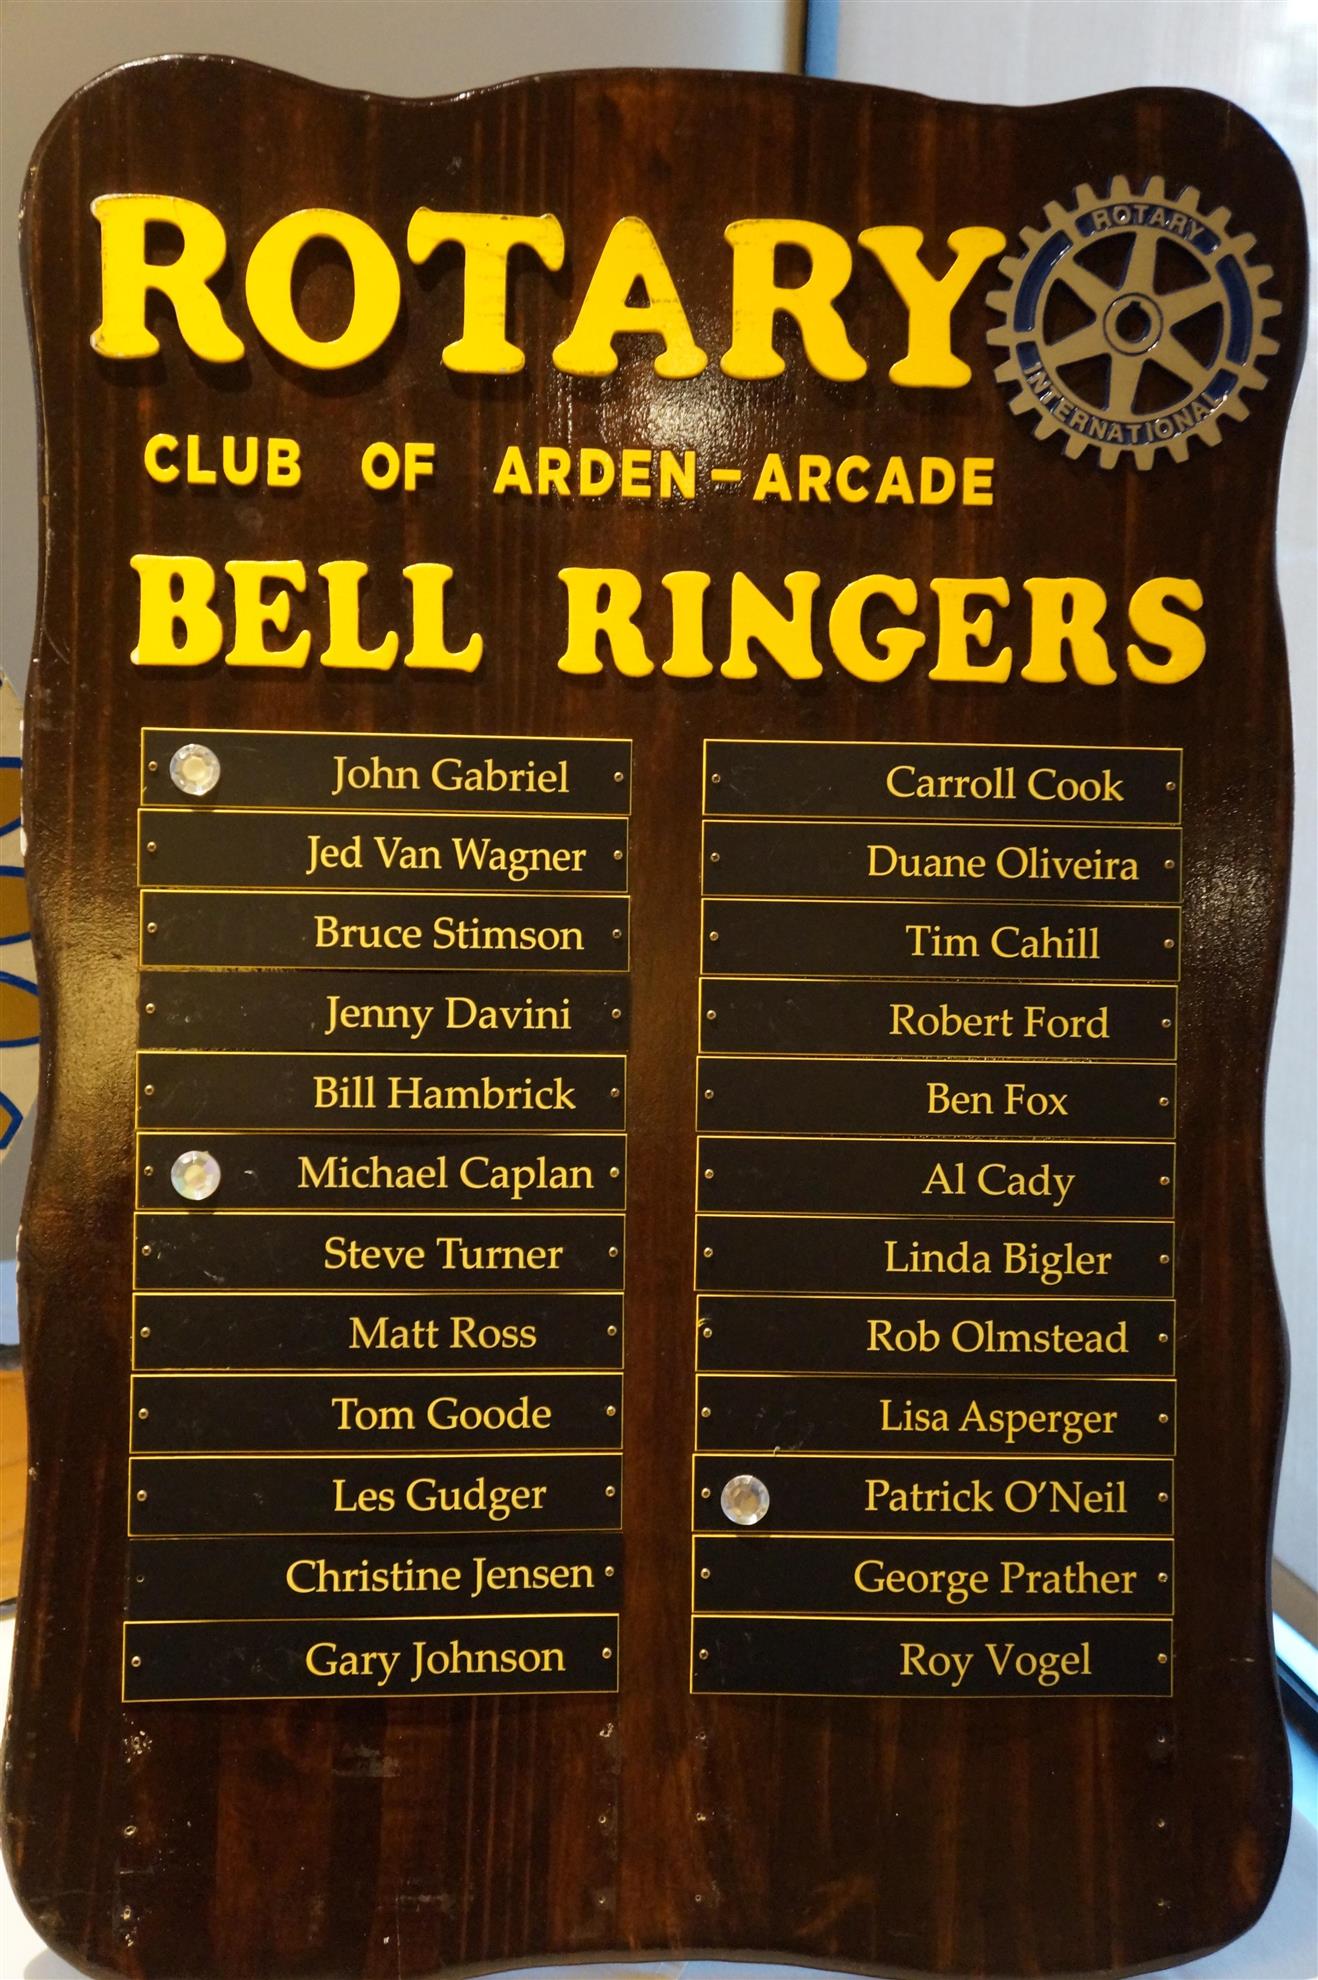 ROTARY
ROTARY
INTERNATIONAL
CLUB OF ARDEN-ARCADE
BELL RINGERS
John Gabriel
Jed Van Wagner
Bruce Stimson
Jenny Davini
Bill Hambrick
Michael Caplan
Steve Turner
Matt Ross
Tom Goode
Les Gudger
Christine Jensen
Gary Johnson
Carroll Cook
Duane Oliveira
Tim Cahill
Robert Ford
Ben Fox
Al Cady
Linda Bigler
Rob Olmstead
Lisa Asperger
Patrick O'Neil
George Prather
Roy Vogel